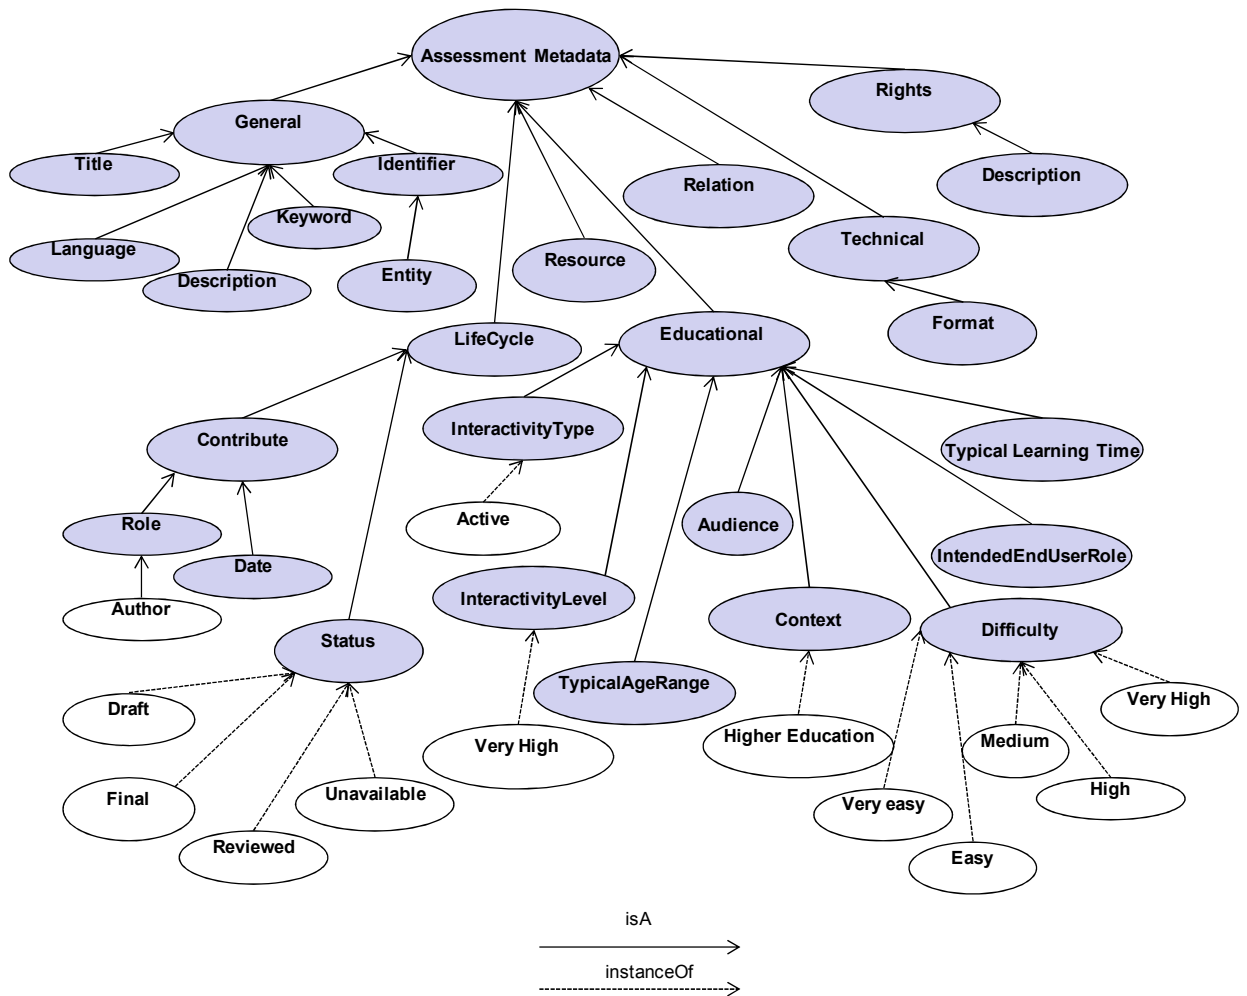 Assessment Metadata
Rights
General
Title
Identifier
Description
Relation
Keyword
Technical
Language
Resource
Description
Entity
Format
LifeCycle
Educational
InteractivityType
Contribute
Typical Learning Time
Active
Role
Audience
IntendedEndUserRole
Date
InteractivityLevel
Author
Context
Difficulty
Status
TypicalAgeRange
Very High
Draft
Higher Education
Medium
Very High
Unavailable
High
Final
Very easy
Reviewed
Easy
isA
instanceOf